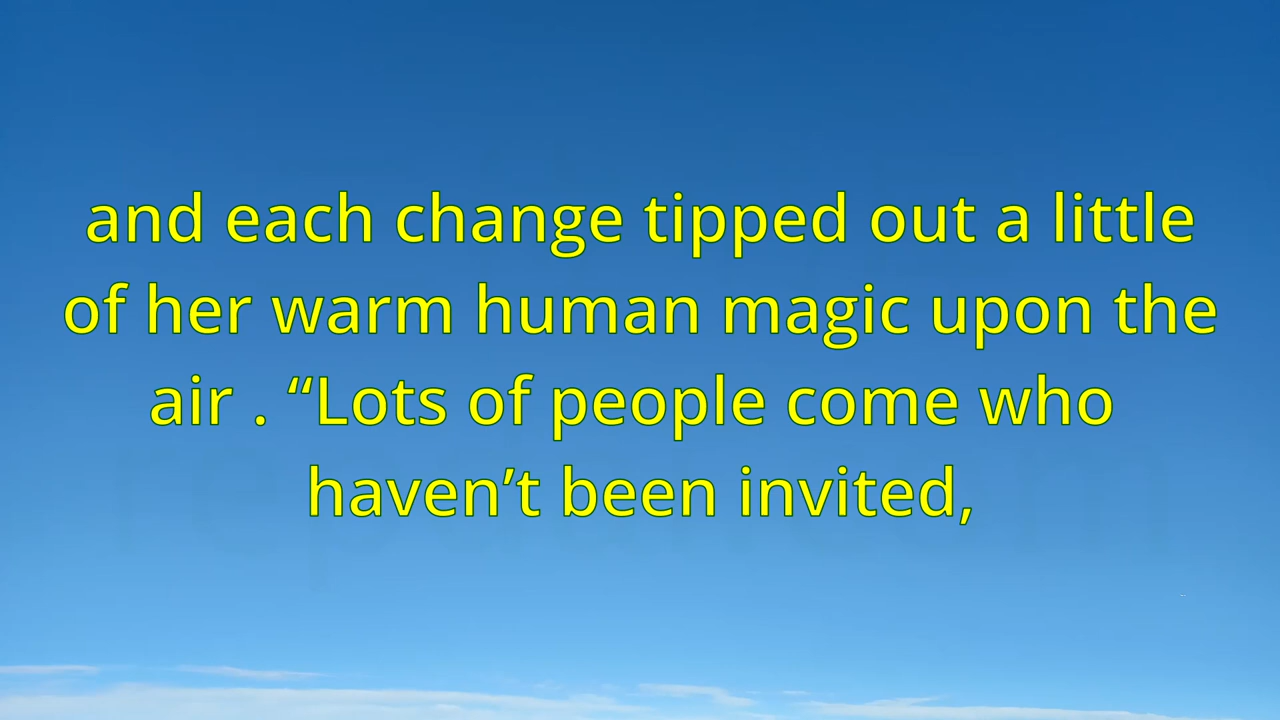 and each change tipped out a little
of her warm human magic upon the
air . “Lots of people come who
haven’t been invited,